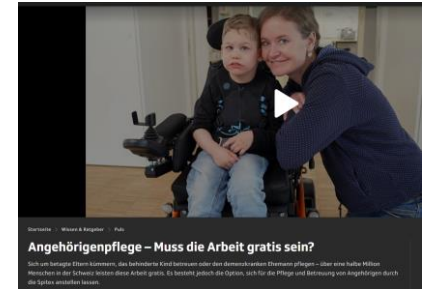 Startseite > Wissen & Ratgeber > Puls
Angehörigenpflege – Muss die Arbeit gratis sein?
Sich um betagte Eltern kümmern, das behinderte Kind betreuen oder den demenzkranken Ehemann pflegen – über eine halbe Million
Menschen in der Schweiz leisten diese Arbeit gratis. Es besteht jedoch die Option, sich für die Pflege und Betreuung von Angehörigen durch
die Spitex anstellen lassen.